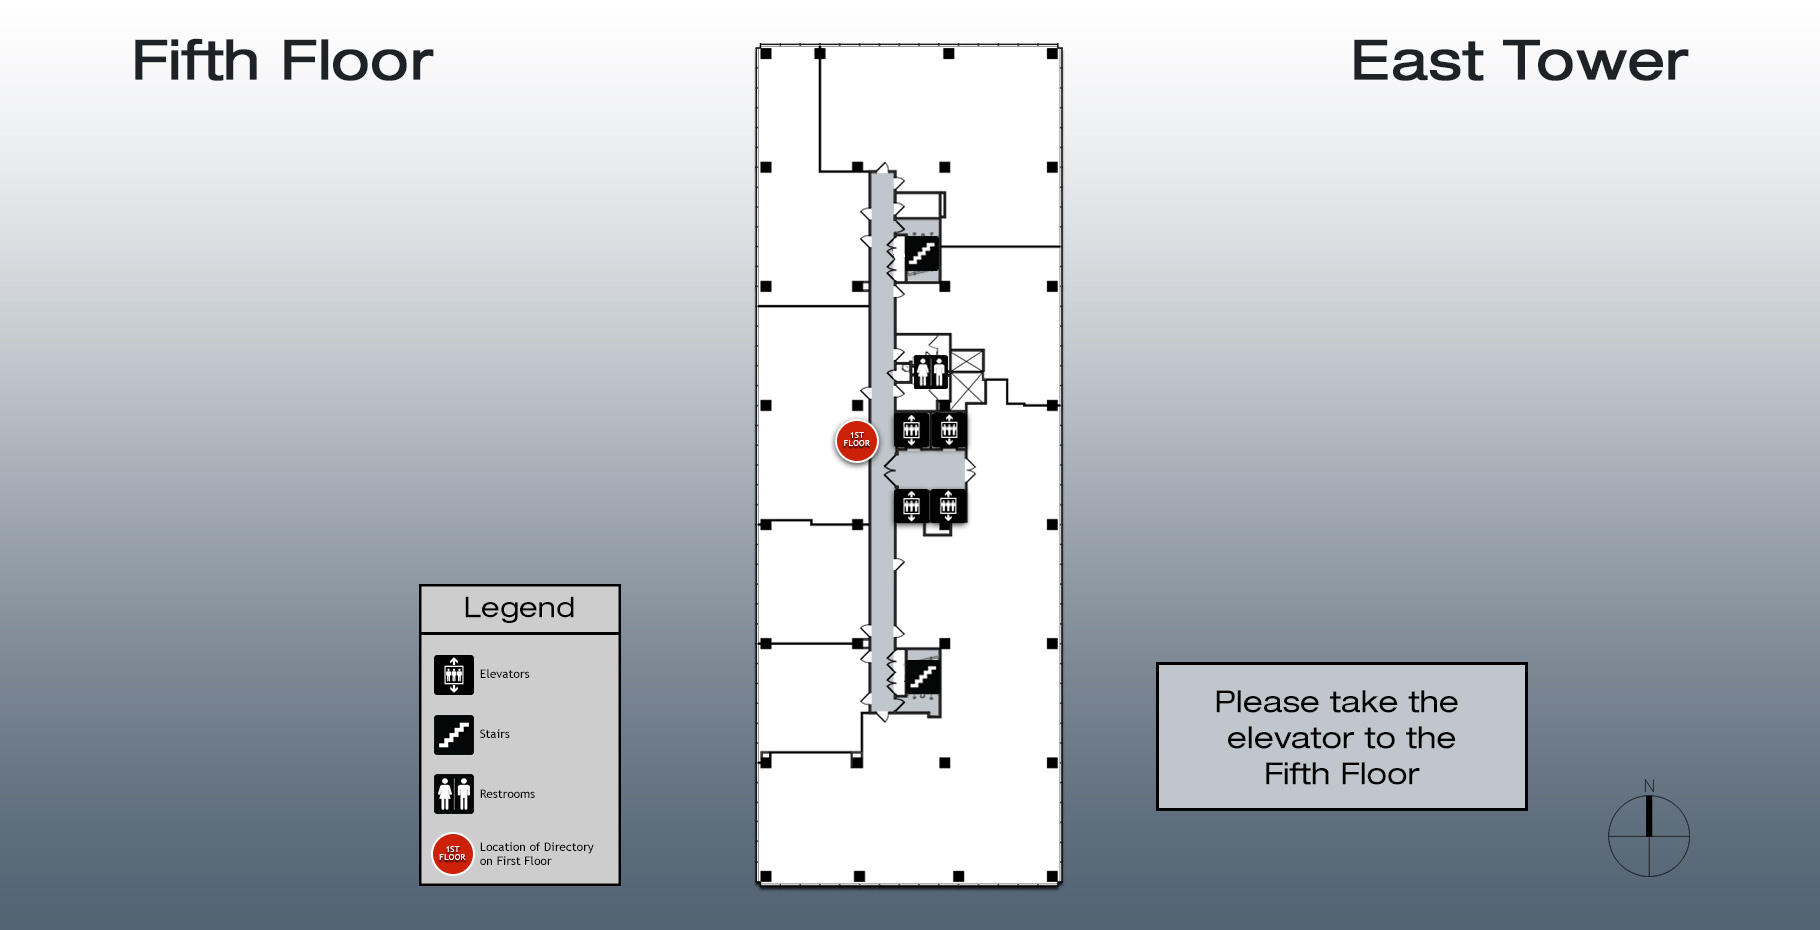 Fifth Floor
East Tower
1ST
FLOOR
Legend
Elevators
Stairs
Restrooms
1ST
FLOOR
Location of Directory
on First Floor
Please take the
elevator to the
Fifth Floor
N